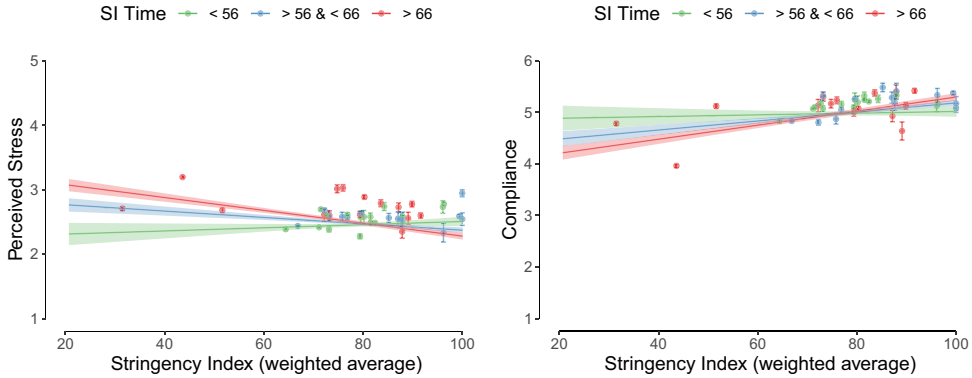 SI Time < 56 > 56 & < 66 > 66
Perceived Stress
5
4
3
2
1
20 40 60 80 100
Stringency Index (weighted average)
SI Time < 56 > 56 & < 66 > 66
Compliance
6
5
4
3
2
1
20 40 60 80 100
Stringency Index (weighted average)